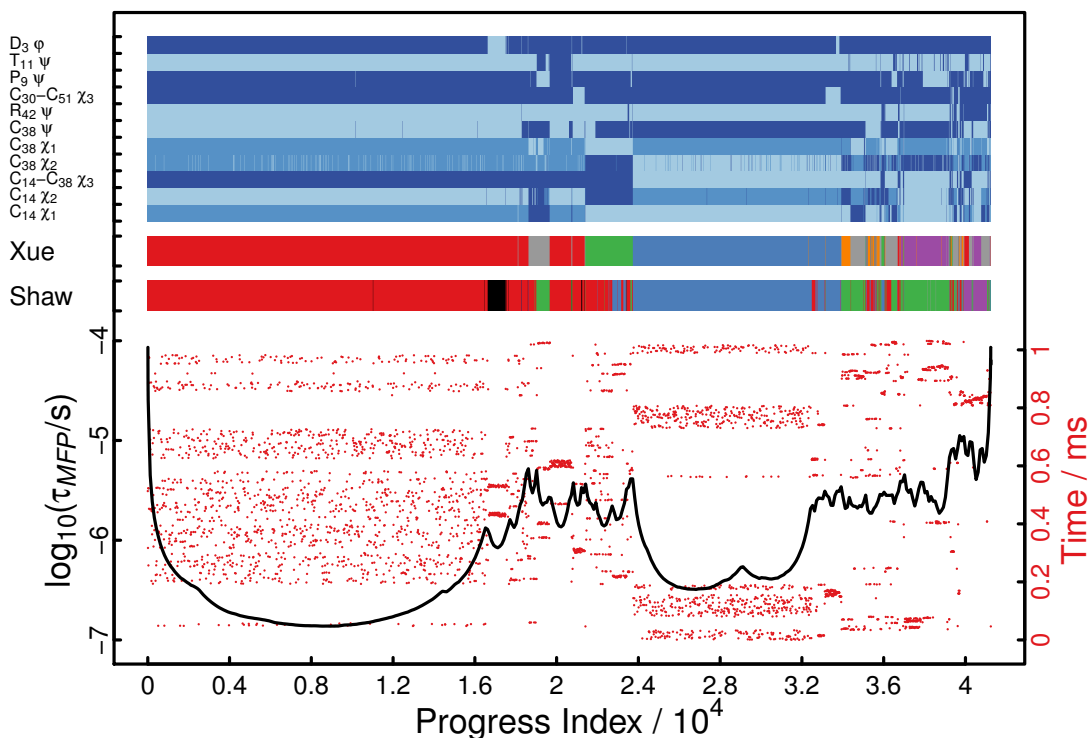 D3 φ
T11 ψ
P9 ψ
C30−C51 χ3
R42 ψ
C38 ψ
C38 χ1
C38 χ2
C14−C38 χ3
C14 χ2
C14 χ1
Xue
Shaw
−4
−5
−6
−7
log10(τMFP/s)
1
0.8
0.6
0.4
0.2
0
Time / ms
0 0.4 0.8 1.2 1.6 2 2.4 2.8 3.2 3.6 4
Progress Index / 10^4